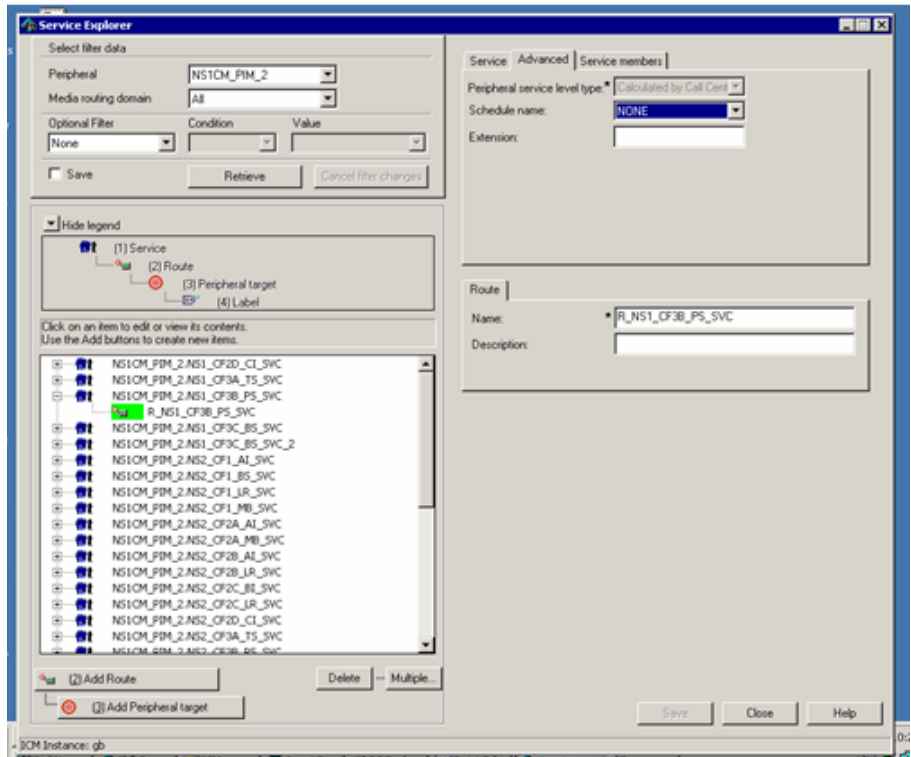 Service Explorer
Select filter data
Peripheral NS1CM_PIM_2
Media routing domain All
Optional Filter Condition Value
None
Save Retrieve Cancel filter changes
Hide legend
(1) Service
(2) Route
(3) Peripheral target
(4) Label
Click on an item to edit or view its contents.
Use the Add buttons to create new items.
NS1CM_PIM_2.NS1_CF2D_CI_SVC
NS1CM_PIM_2.NS1_CF3A_TS_SVC
NS1CM_PIM_2.NS1_CF3B_PS_SVC
R_NS1_CF3B_PS_SVC
NS1CM_PIM_2.NS1_CF3C_BS_SVC
NS1CM_PIM_2.NS1_CF3C_BS_SVC_2
NS1CM_PIM_2.NS2_CF1_AI_SVC
NS1CM_PIM_2.NS2_CF1_BS_SVC
NS1CM_PIM_2.NS2_CF1_LR_SVC
NS1CM_PIM_2.NS2_CF1_MB_SVC
NS1CM_PIM_2.NS2_CF2A_AI_SVC
NS1CM_PIM_2.NS2_CF2A_MB_SVC
NS1CM_PIM_2.NS2_CF2B_AI_SVC
NS1CM_PIM_2.NS2_CF2B_LR_SVC
NS1CM_PIM_2.NS2_CF2C_BI_SVC
NS1CM_PIM_2.NS2_CF2C_LR_SVC
NS1CM_PIM_2.NS2_CF2D_CI_SVC
NS1CM_PIM_2.NS2_CF3A_TS_SVC
NS1CM_PIM_2.NS2_CF3B_PS_SVC
(2) Add Route Delete Multiple...
(3) Add Peripheral target
ICM Instance: gb
Service Advanced Service members
Peripheral service level type:* Calculated by Call Cent
Schedule name: NONE
Extension:
Route
Name: * R_NS1_CF3B_PS_SVC
Description:
Save Close Help